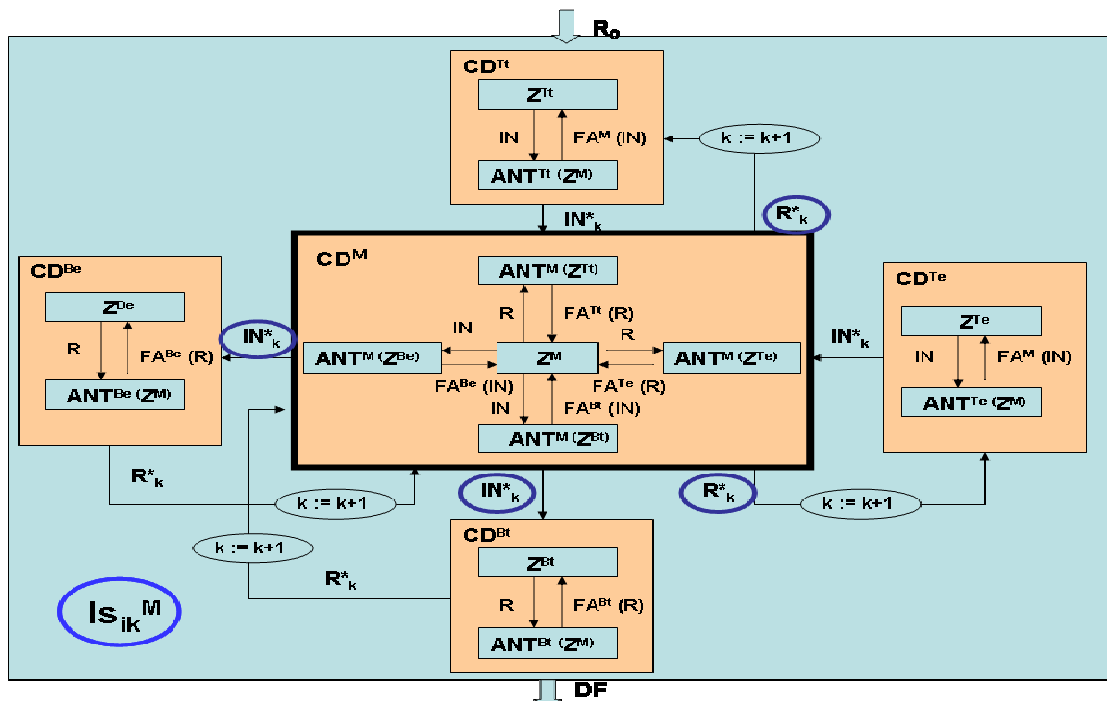 R₀
CDᵀᵗ
Zᵀᵗ
IN FAᴹ (IN)
ANTᵀᵗ (Zᴹ)
k := k+1
IN*ₖ
R*ₖ
CDᴹ
ANTᴹ (Zᵀᵗ)
R FAᵀᵗ (R)
IN R
ANTᴹ (Zᴮᵉ) Zᴹ ANTᴹ (Zᵀᵉ)
FAᴮᵉ (IN) FAᵀᵉ (R)
IN FAᴮᵗ (IN)
ANTᴹ (Zᴮᵗ)
CDᴮᵉ
Zᴮᵉ
R FAᴮᵉ (R)
ANTᴮᵉ (Zᴹ)
IN*ₖ
CDᵀᵉ
Zᵀᵉ
IN FAᴹ (IN)
ANTᵀᵉ (Zᴹ)
IN*ₖ
R*ₖ
k := k+1
IN*ₖ
R*ₖ
k := k+1
k := k+1
R*ₖ
CDᴮᵗ
Zᴮᵗ
R FAᴮᵗ (R)
ANTᴮᵗ (Zᴹ)
Isᵢₖᴹ
DF